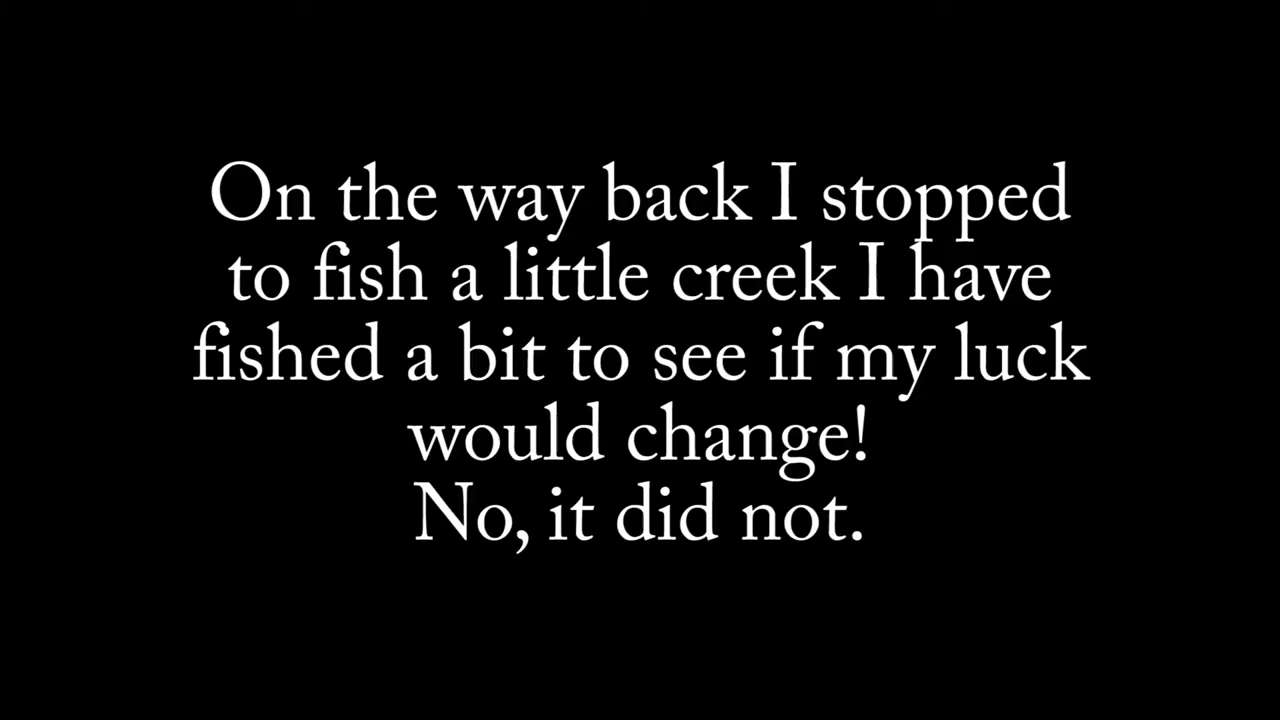 On the way back I stopped
to fish a little creek I have
fished a bit to see if my luck
would change!
No, it did not.